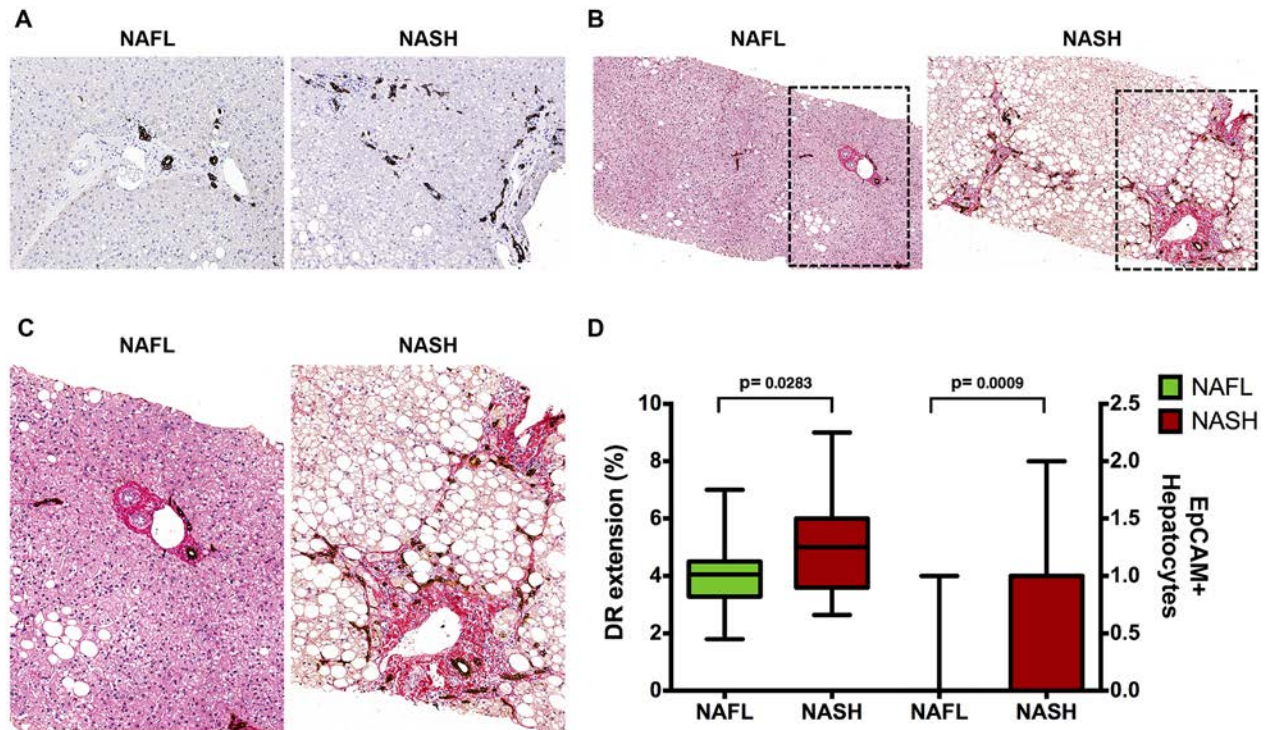 A
NAFL
NASH
B
NAFL
NASH
C
NAFL
NASH
D
p= 0.0283
p= 0.0009
NAFL
NASH
DR extension (%)
10
8
6
4
2
0
2.5
2.0
1.5
1.0
0.5
0.0
EpCAM+
Hepatocytes
NAFL
NASH
NAFL
NASH